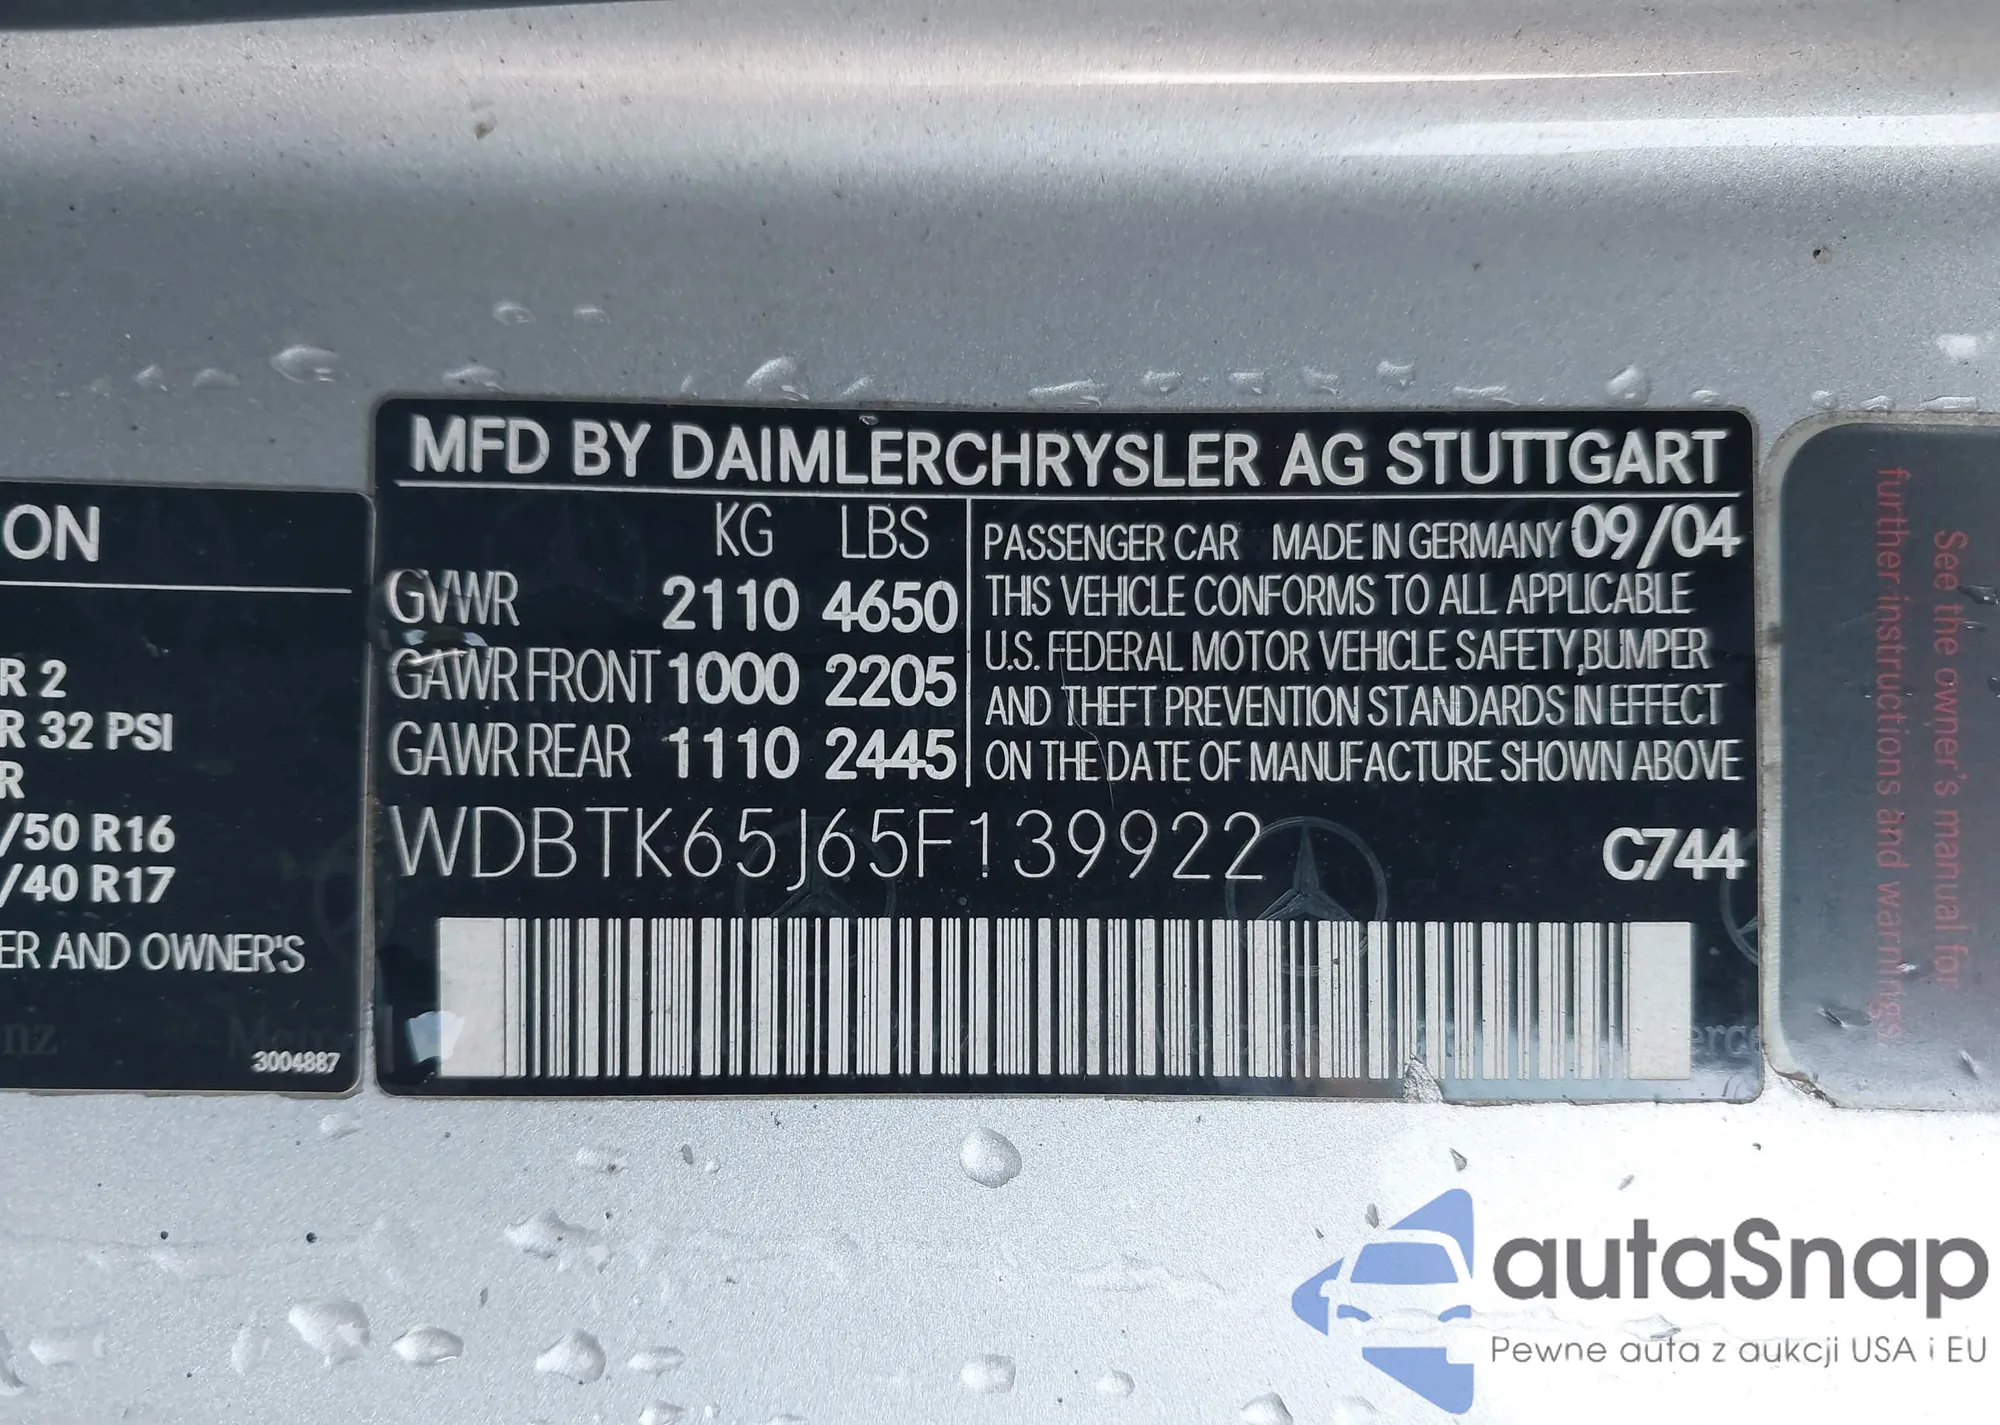 MFD BY DAIMLERCHRYSLER AG STUTTGART
KG LBS
GVWR 2110 4650
GAWR FRONT 1000 2205
GAWR REAR 1110 2445
PASSENGER CAR MADE IN GERMANY 09/04
THIS VEHICLE CONFORMS TO ALL APPLICABLE
U.S. FEDERAL MOTOR VEHICLE SAFETY,BUMPER
AND THEFT PREVENTION STANDARDS IN EFFECT
ON THE DATE OF MANUFACTURE SHOWN ABOVE
WDBTK65J65F139922 C744
ON
R 2
R 32 PSI
R
/50 R16
/40 R17
ER AND OWNER'S
3004887
See the owner's manual for
further instructions and warnings
autaSnap
Pewne auta z aukcji USA i EU